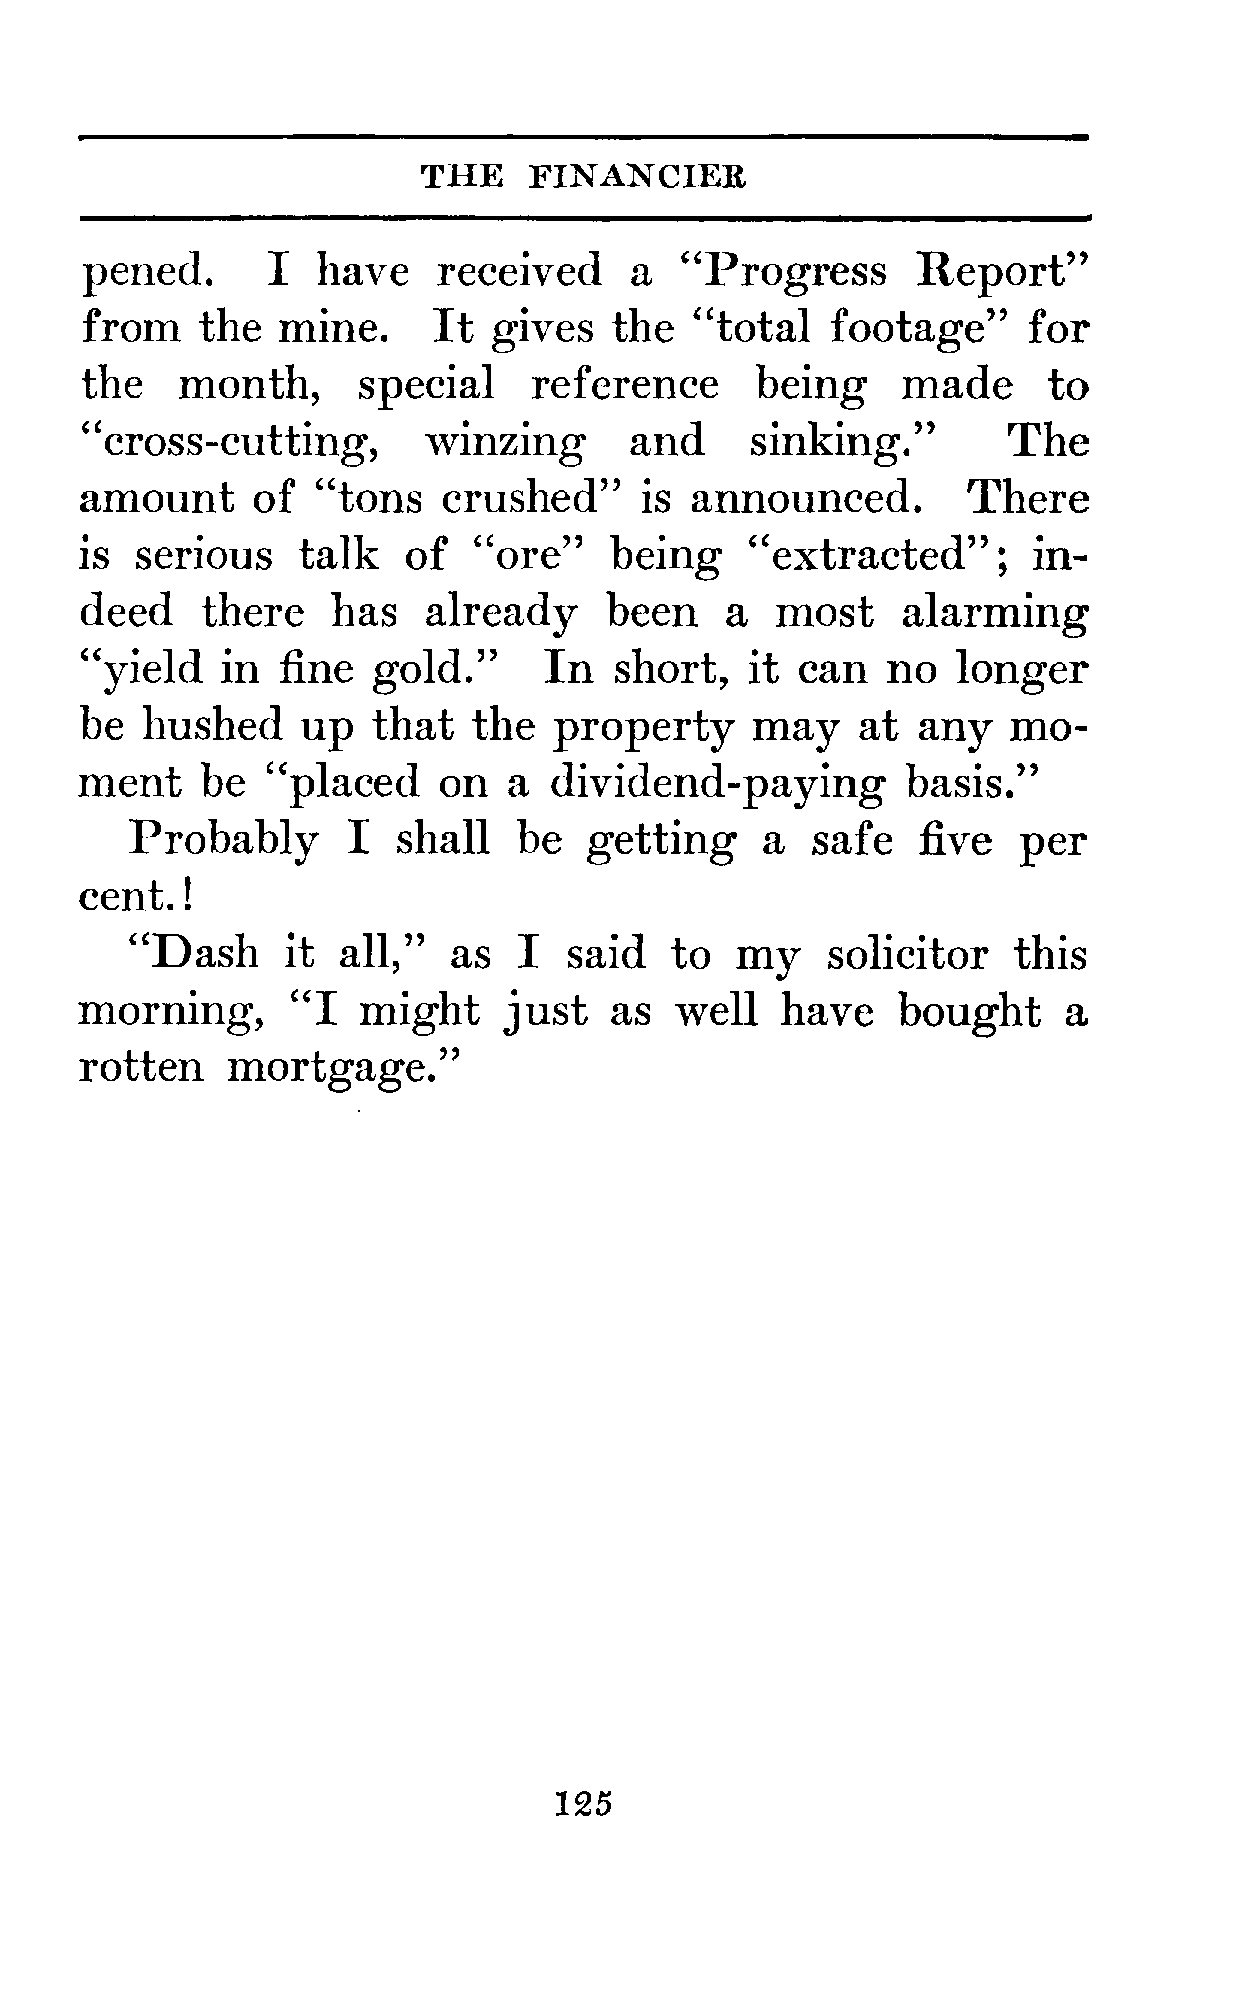 THE FINANCIER
pened. I have received a “Progress Report”
from the mine. It gives the “total footage” for
the month, special reference being made to
“cross-cutting, winzing and sinking.” The
amount of “tons crushed” is announced. There
is serious talk of “ore” being “extracted”; in-
deed there has already been a most alarming
“yield in fine gold.” In short, it can no longer
be hushed up that the property may at any mo-
ment be “placed on a dividend-paying basis.”
Probably I shall be getting a safe five per
cent.!
“Dash it all,” as I said to my solicitor this
morning, “I might just as well have bought a
rotten mortgage.”
125